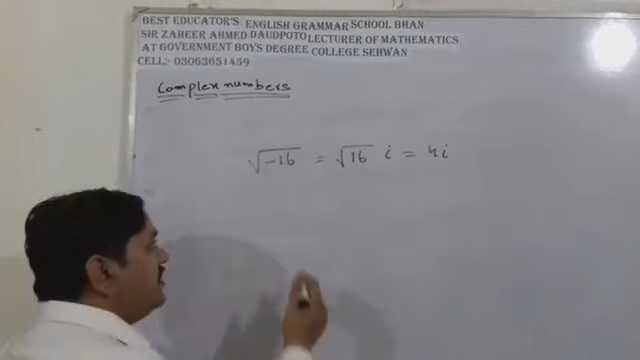 BEST EDUCATOR'S ENGLISH GRAMMAR SCHOOL BHAN
SIR ZAHEER AHMED DAUDPOTO LECTURER OF MATHEMATICS
AT GOVERNMENT BOYS DEGREE COLLEGE SEHWAN
CELL:- 03063651459
Complex numbers
√-16 = √16 i = 4i